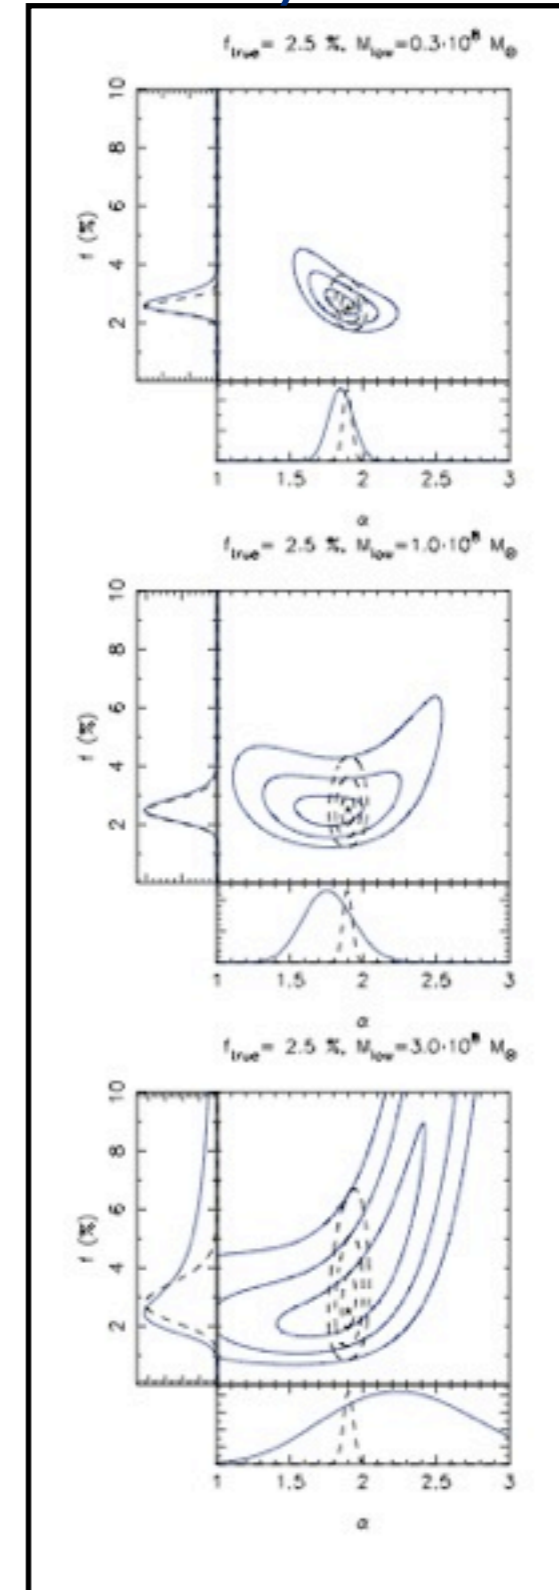 f_true= 2.5 %, M_low=0.3·10^8 M_⊙
10
8
6
4
2
f (%)
1 1.5 2 2.5 3
α
f_true= 2.5 %, M_low=1.0·10^8 M_⊙
10
8
6
4
2
f (%)
1 1.5 2 2.5 3
α
f_true= 2.5 %, M_low=3.0·10^8 M_⊙
10
8
6
4
2
f (%)
1 1.5 2 2.5 3
α